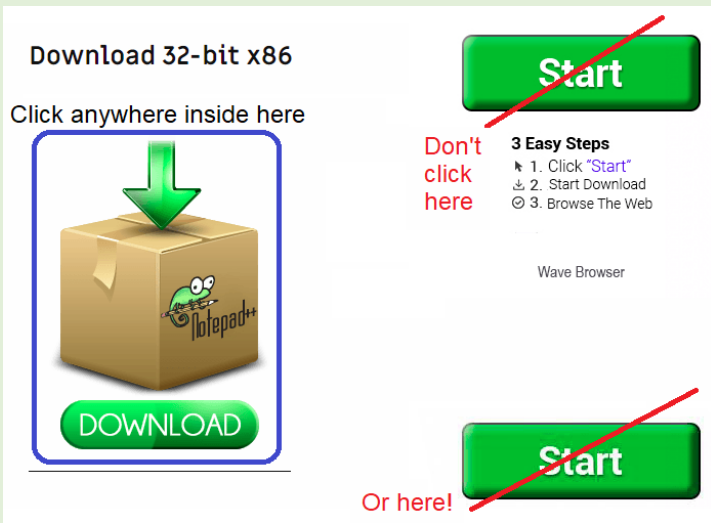 Download 32-bit x86
Click anywhere inside here
Notepad++
DOWNLOAD
Start
Don't
click
here
3 Easy Steps
1. Click “Start”
2. Start Download
3. Browse The Web
Wave Browser
Start
Or here!